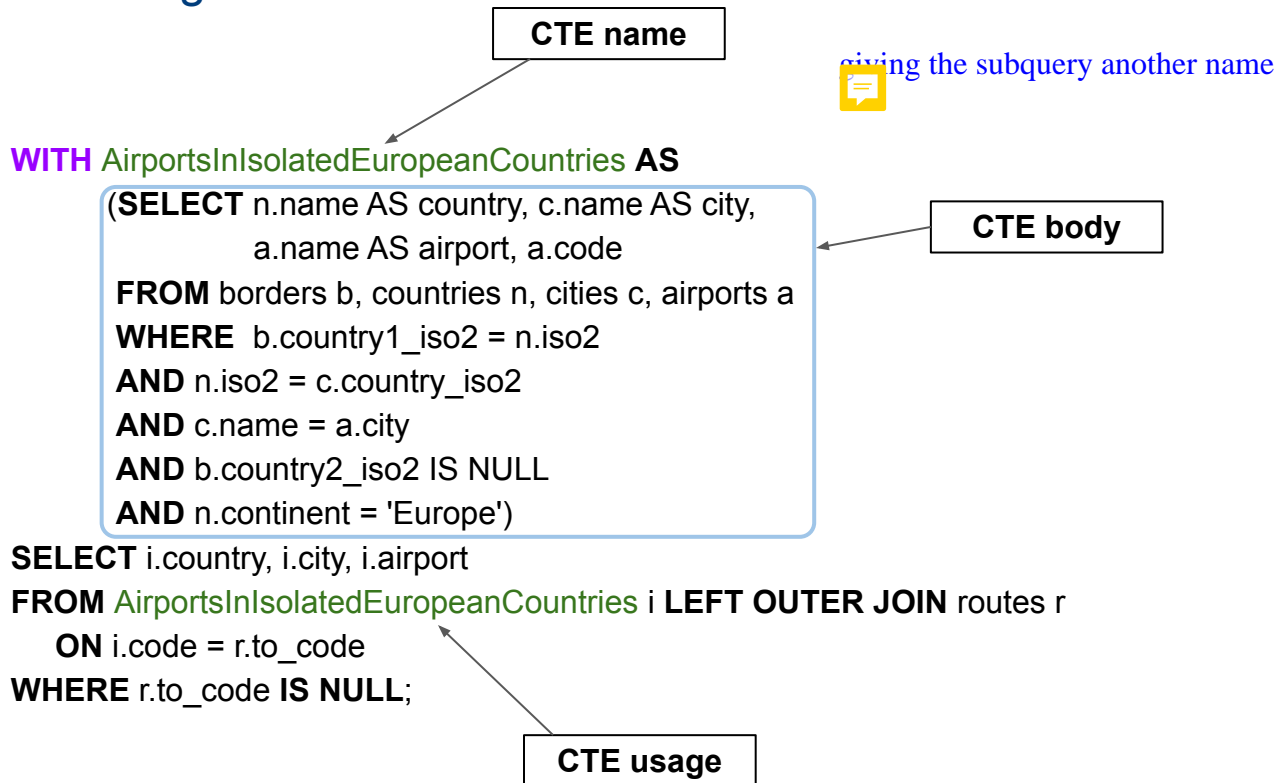 CTE name
giving the subquery another name
WITH AirportsInIsolatedEuropeanCountries AS
(SELECT n.name AS country, c.name AS city,
a.name AS airport, a.code
CTE body
FROM borders b, countries n, cities c, airports a
WHERE b.country1_iso2 = n.iso2
AND n.iso2 = c.country_iso2
AND c.name = a.city
AND b.country2_iso2 IS NULL
AND n.continent = 'Europe')
SELECT i.country, i.city, i.airport
FROM AirportsInIsolatedEuropeanCountries i LEFT OUTER JOIN routes r
ON i.code = r.to_code
WHERE r.to_code IS NULL;
CTE usage